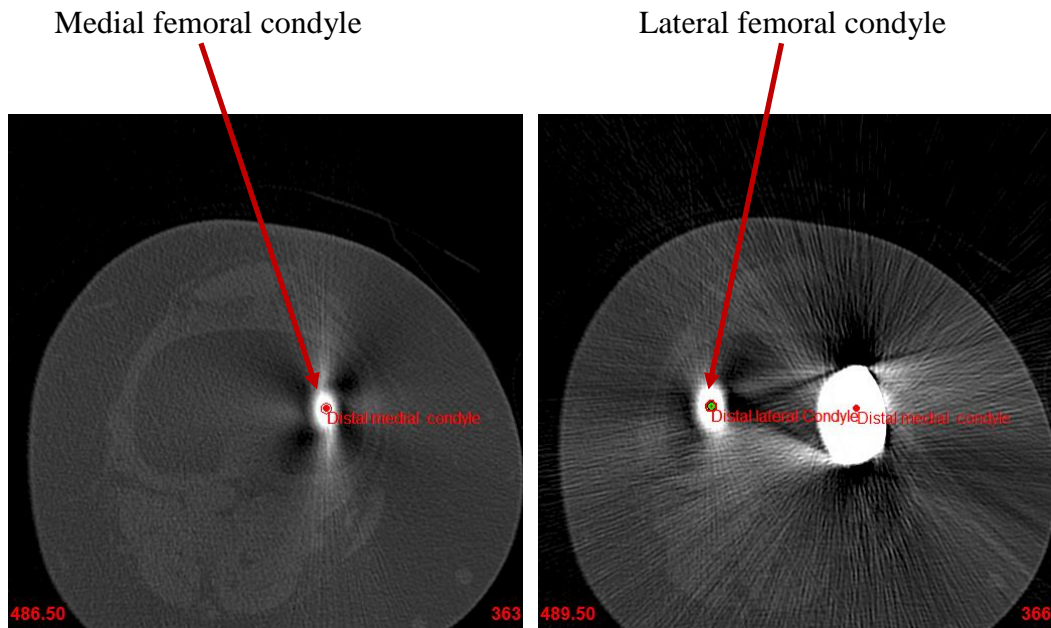 Medial femoral condyle
Lateral femoral condyle
Distal medial condyle
486.50
363
Distal lateral Condyle
Distal medial condyle
489.50
366